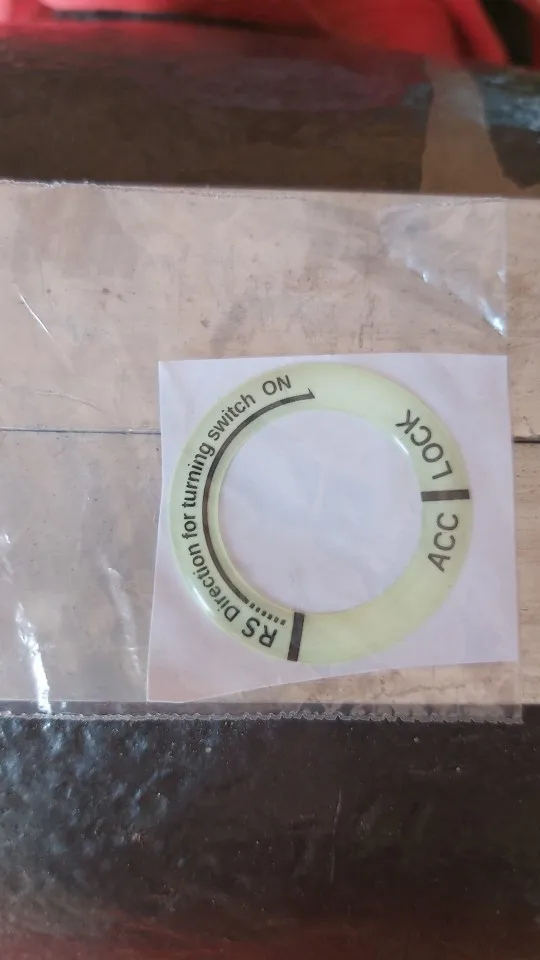 LOCK
ACC
RS Direction for turning switch ON